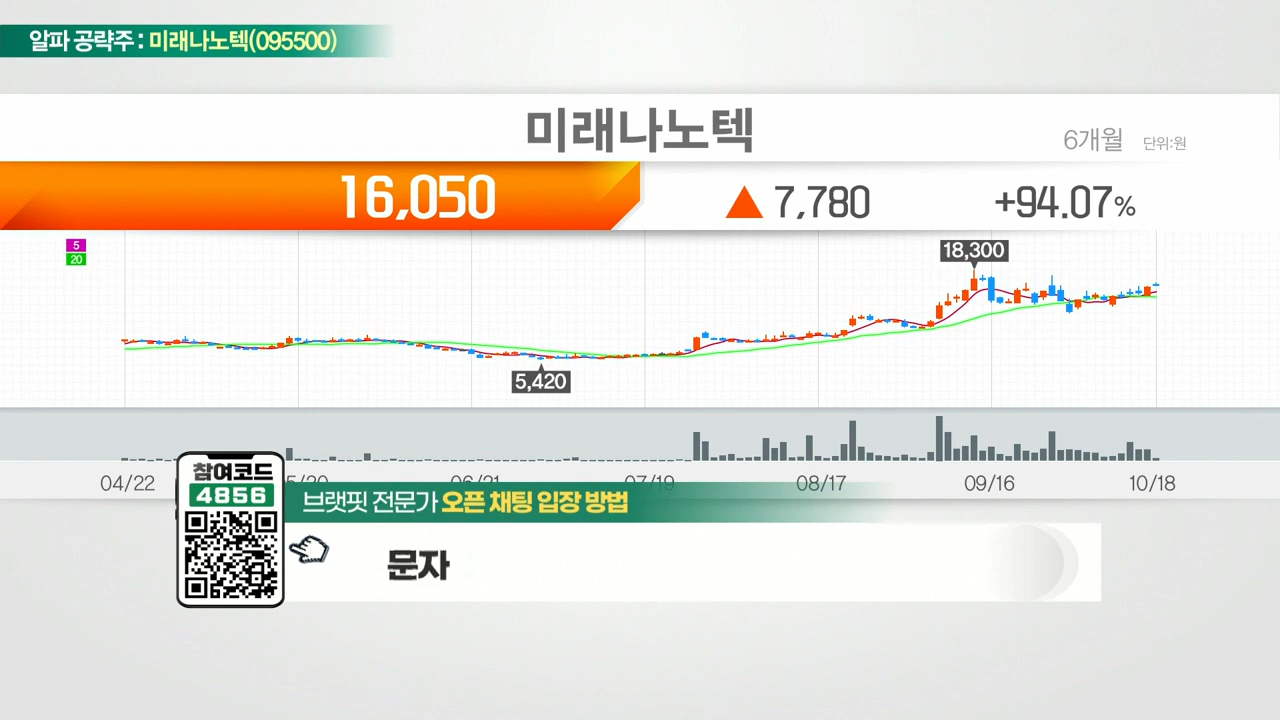 알파 공략주 : 미래나노텍(095500)
미래나노텍
6개월 단위:원
16,050 ▲ 7,780 +94.07%
5
20
18,300
5,420
04/22 5/20 06/21 07/19 08/17 09/16 10/18
참여코드
4856
브랫핏 전문가 오픈 채팅 입장 방법
문자